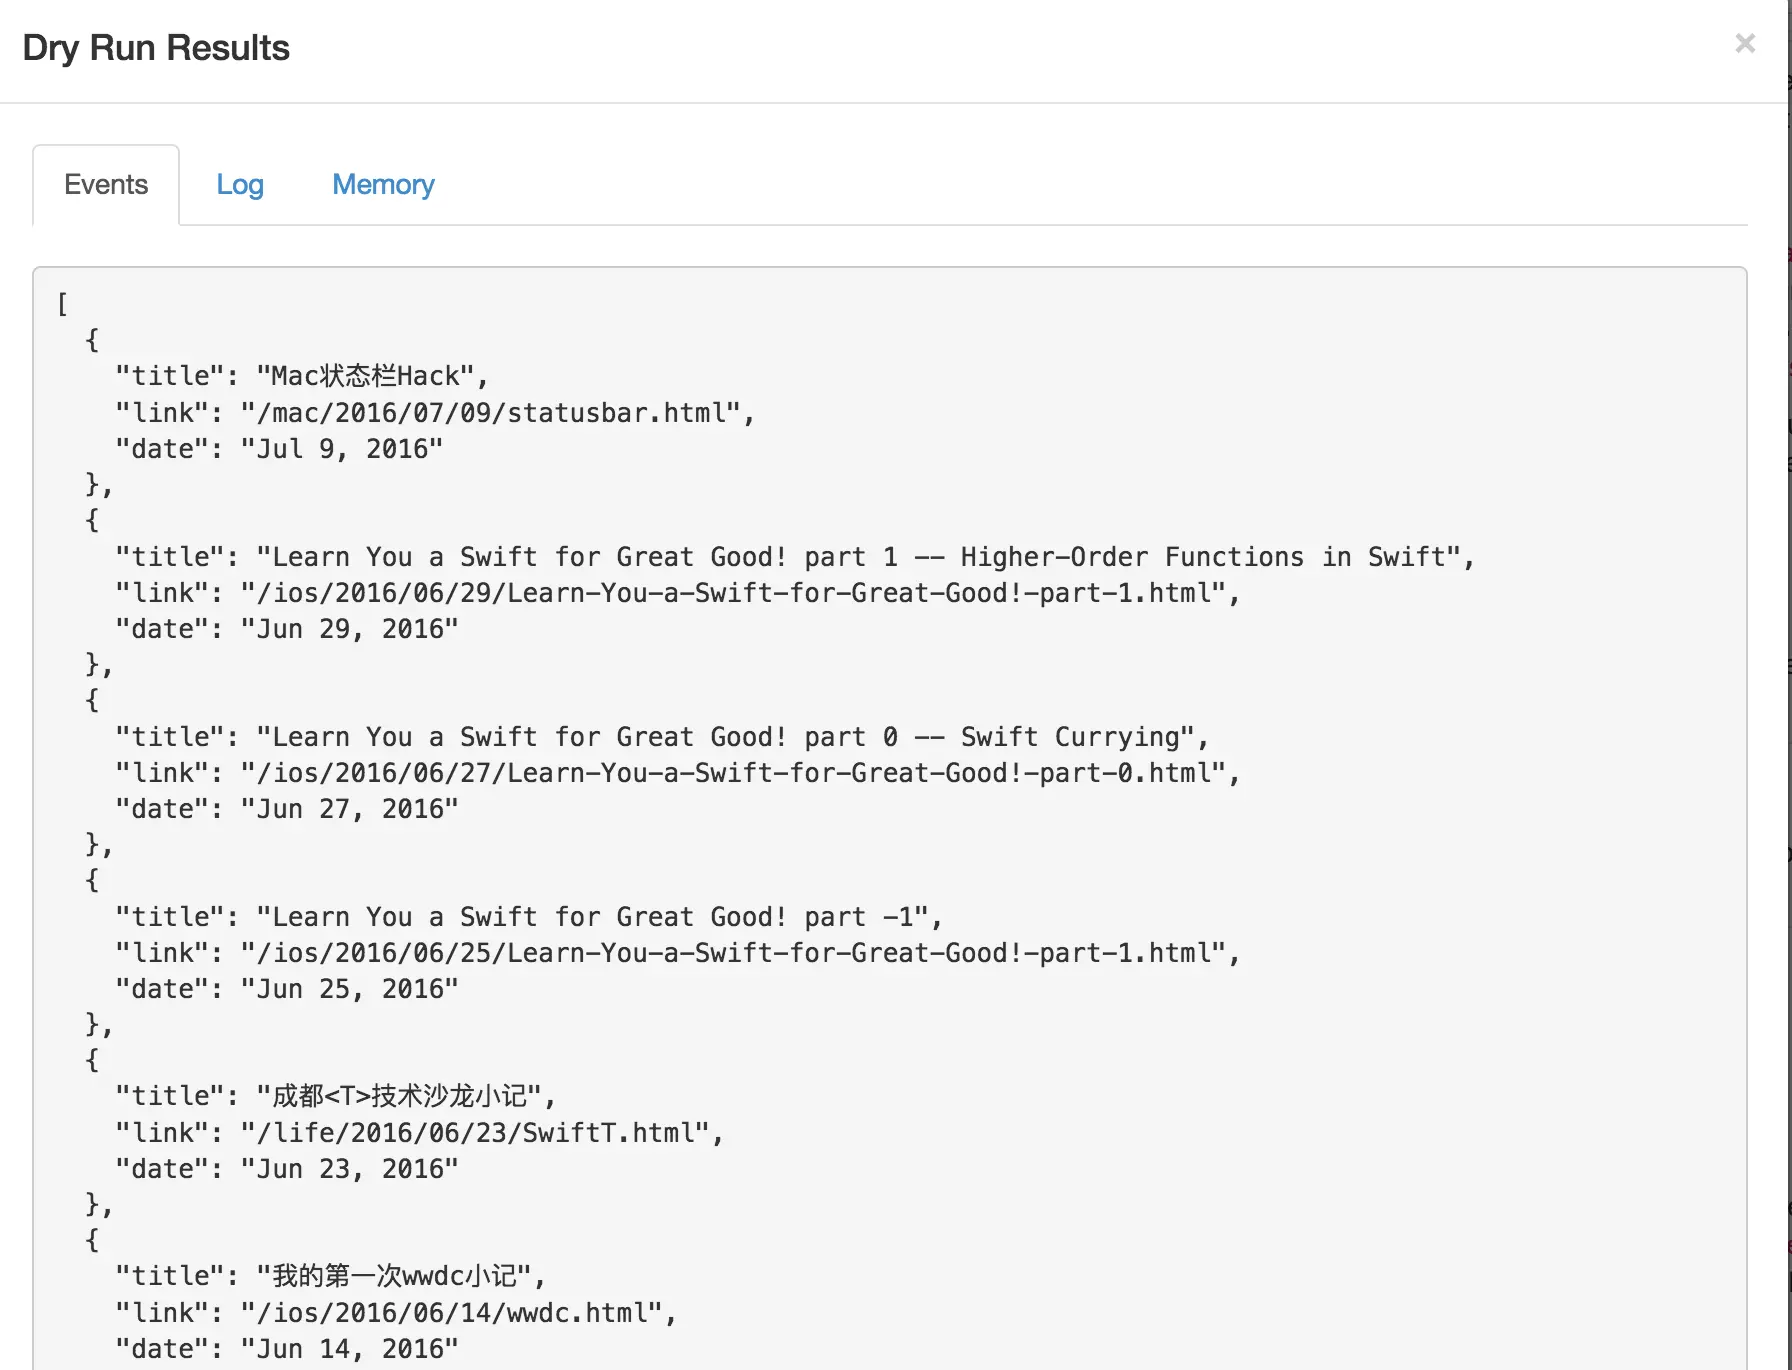 Dry Run Results
×
Events Log Memory
[
  {
    "title": "Mac状态栏Hack",
    "link": "/mac/2016/07/09/statusbar.html",
    "date": "Jul 9, 2016"
  },
  {
    "title": "Learn You a Swift for Great Good! part 1 -- Higher-Order Functions in Swift",
    "link": "/ios/2016/06/29/Learn-You-a-Swift-for-Great-Good!-part-1.html",
    "date": "Jun 29, 2016"
  },
  {
    "title": "Learn You a Swift for Great Good! part 0 -- Swift Currying",
    "link": "/ios/2016/06/27/Learn-You-a-Swift-for-Great-Good!-part-0.html",
    "date": "Jun 27, 2016"
  },
  {
    "title": "Learn You a Swift for Great Good! part -1",
    "link": "/ios/2016/06/25/Learn-You-a-Swift-for-Great-Good!-part-1.html",
    "date": "Jun 25, 2016"
  },
  {
    "title": "成都<T>技术沙龙小记",
    "link": "/life/2016/06/23/SwiftT.html",
    "date": "Jun 23, 2016"
  },
  {
    "title": "我的第一次wwdc小记",
    "link": "/ios/2016/06/14/wwdc.html",
    "date": "Jun 14, 2016"